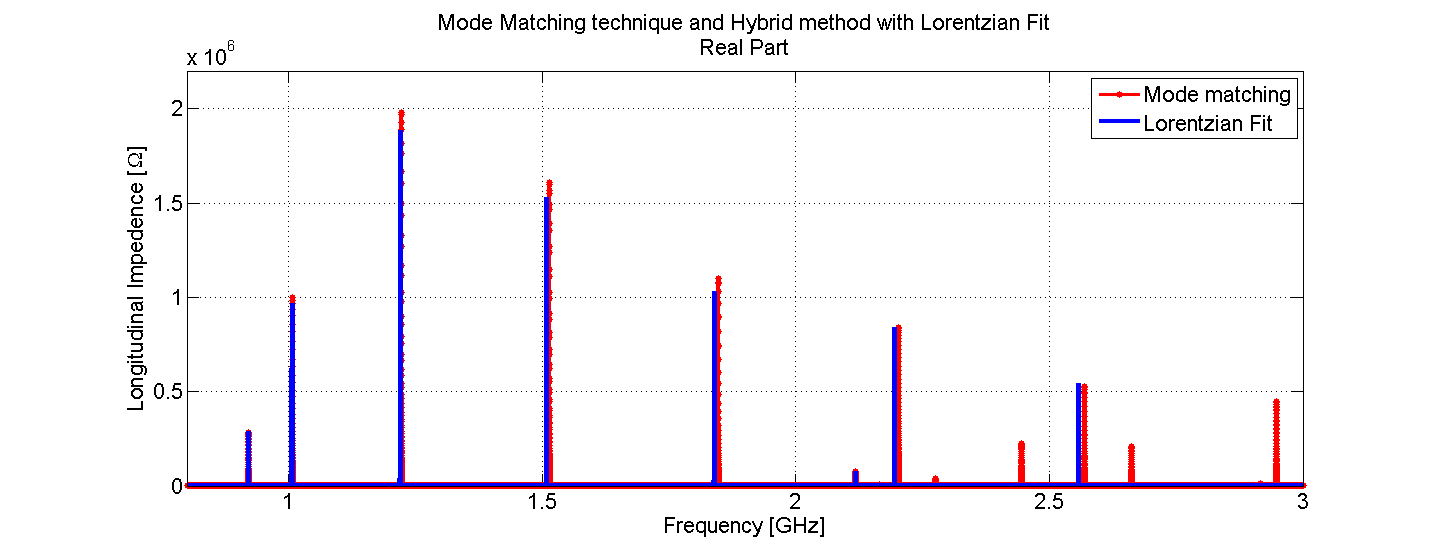 Mode Matching technique and Hybrid method with Lorentzian Fit
Real Part
x 10^6
Mode matching
Lorentzian Fit
2
1.5
1
0.5
0
Longitudinal Impedence [Ω]
1 1.5 2 2.5 3
Frequency [GHz]